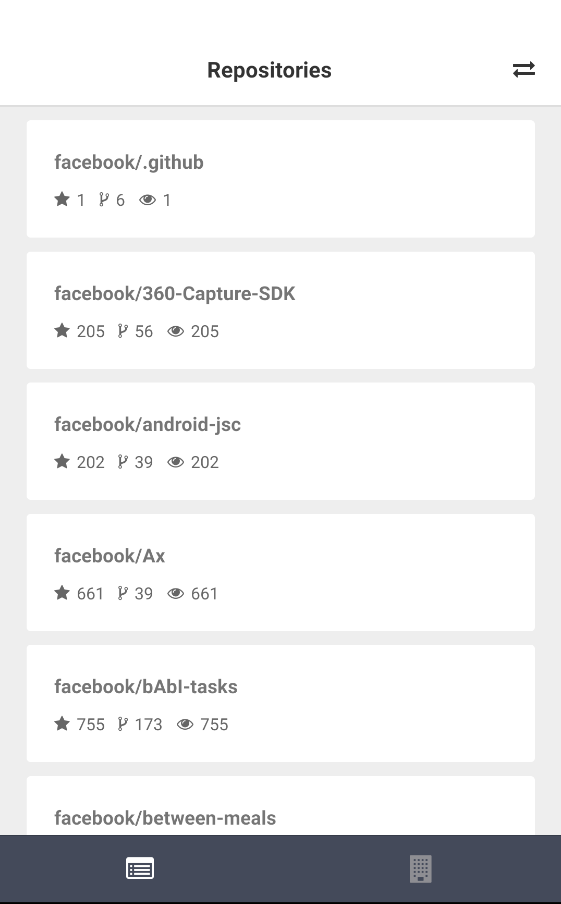 Repositories
facebook/.github
1 6 1
facebook/360-Capture-SDK
205 56 205
facebook/android-jsc
202 39 202
facebook/Ax
661 39 661
facebook/bAbI-tasks
755 173 755
facebook/between-meals